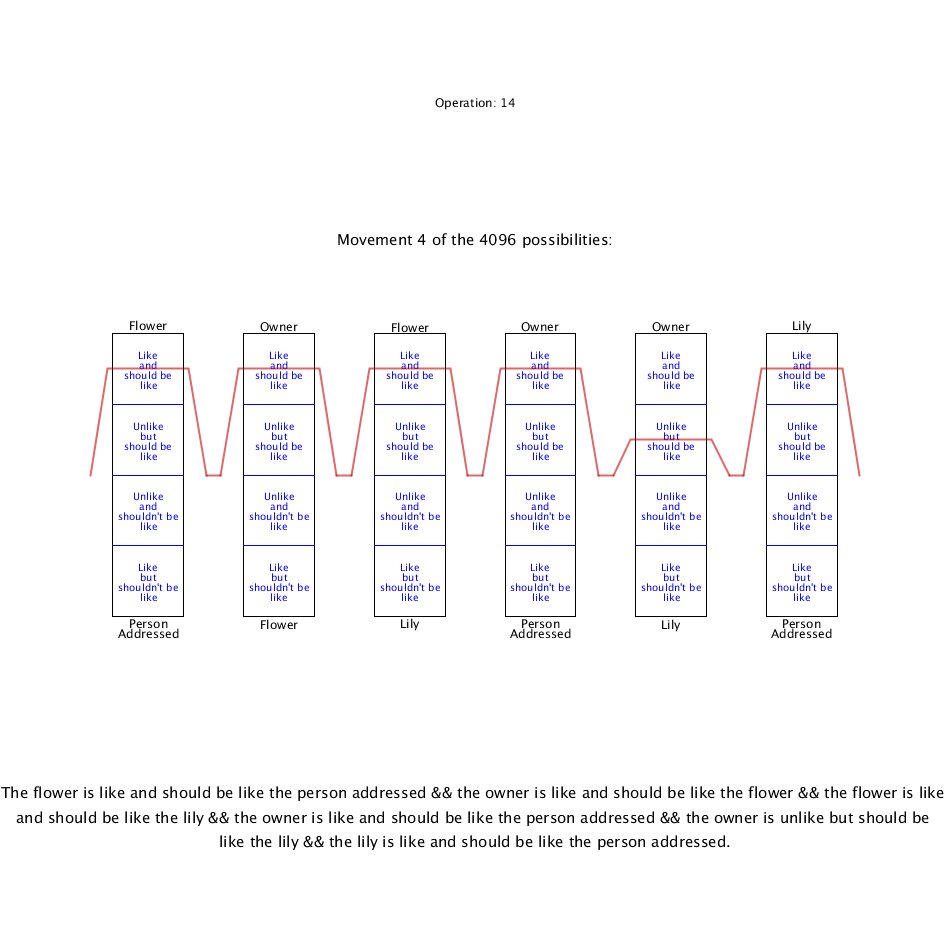 Operation: 14
Movement 4 of the 4096 possibilities:
Flower
Like
and
should be
like
Unlike
but
should be
like
Unlike
and
shouldn't be
like
Like
but
shouldn't be
like
Person
Addressed
Owner
Like
and
should be
like
Unlike
but
should be
like
Unlike
and
shouldn't be
like
Like
but
shouldn't be
like
Flower
Flower
Like
and
should be
like
Unlike
but
should be
like
Unlike
and
shouldn't be
like
Like
but
shouldn't be
like
Lily
Owner
Like
and
should be
like
Unlike
but
should be
like
Unlike
and
shouldn't be
like
Like
but
shouldn't be
like
Person
Addressed
Owner
Like
and
should be
like
Unlike
but
should be
like
Unlike
and
shouldn't be
like
Like
but
shouldn't be
like
Lily
Lily
Like
and
should be
like
Unlike
but
should be
like
Unlike
and
shouldn't be
like
Like
but
shouldn't be
like
Person
Addressed
The flower is like and should be like the person addressed && the owner is like and should be like the flower && the flower is like
and should be like the lily && the owner is like and should be like the person addressed && the owner is unlike but should be
like the lily && the lily is like and should be like the person addressed.